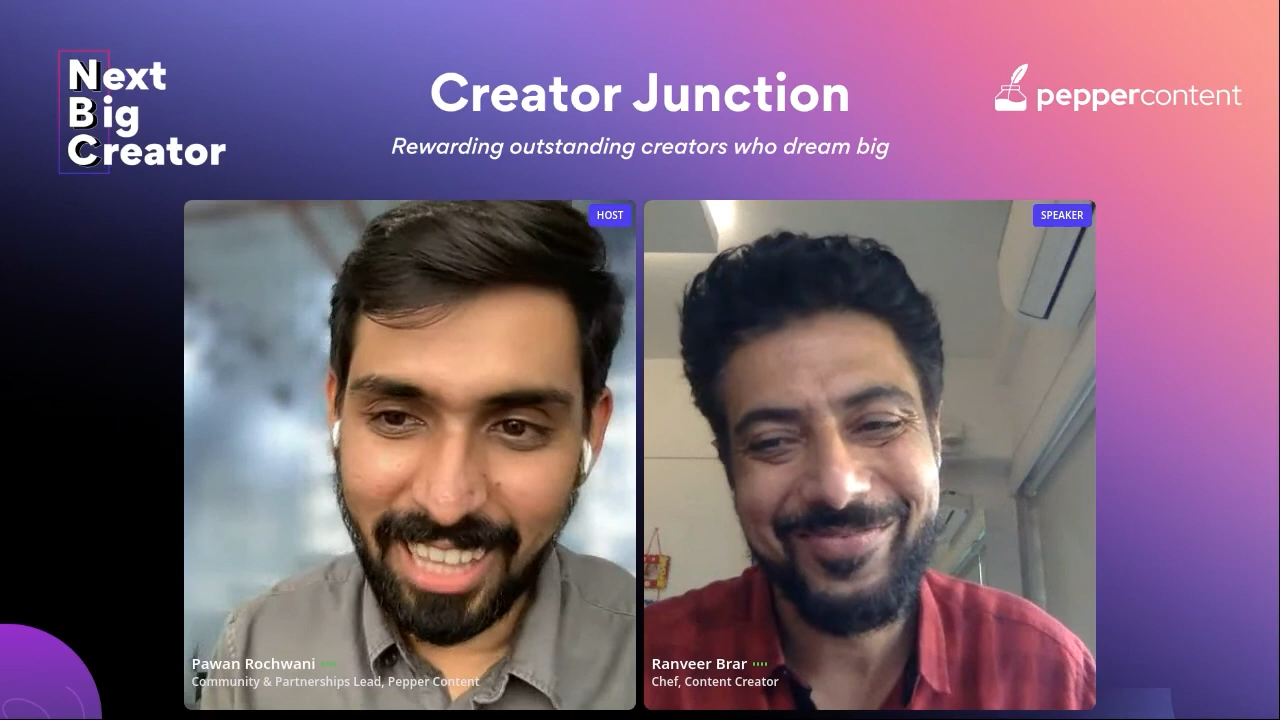 Next
Big
Creator
Creator Junction
Rewarding outstanding creators who dream big
peppercontent
HOST
SPEAKER
Pawan Rochwani
Community & Partnerships Lead, Pepper Content
Ranveer Brar
Chef, Content Creator